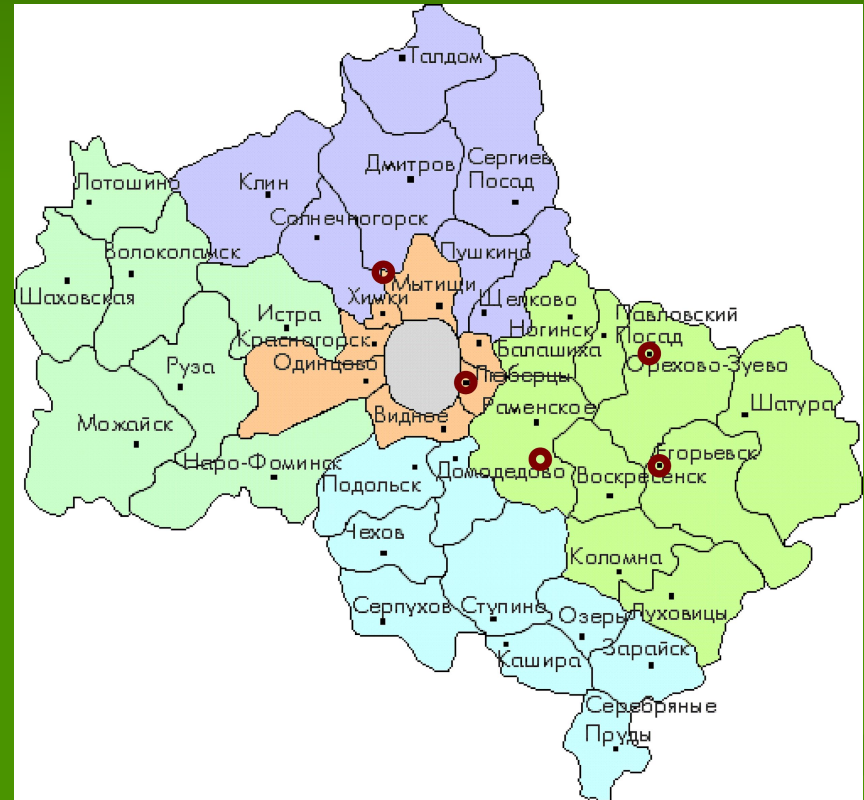 Талдом
Дмитров
Сергиев
Посад
Лотошино
Клин
Солнечногорск
Волоколамск
Пушкино
Мытищи
Шаховская
Химки
Щелково
Истра
Павловский
Посад
Ногинск
Красногорск
Балашиха
Одинцово
Руза
Орехово-Зуево
Люберцы
Видное
Раменское
Шатура
Можайск
Егорьевск
Наро-Фоминск
Домодедово
Воскресенск
Подольск
Чехов
Коломна
Серпухов
Ступино
Озеры
Луховицы
Кашира
Зарайск
Серебряные
Пруды